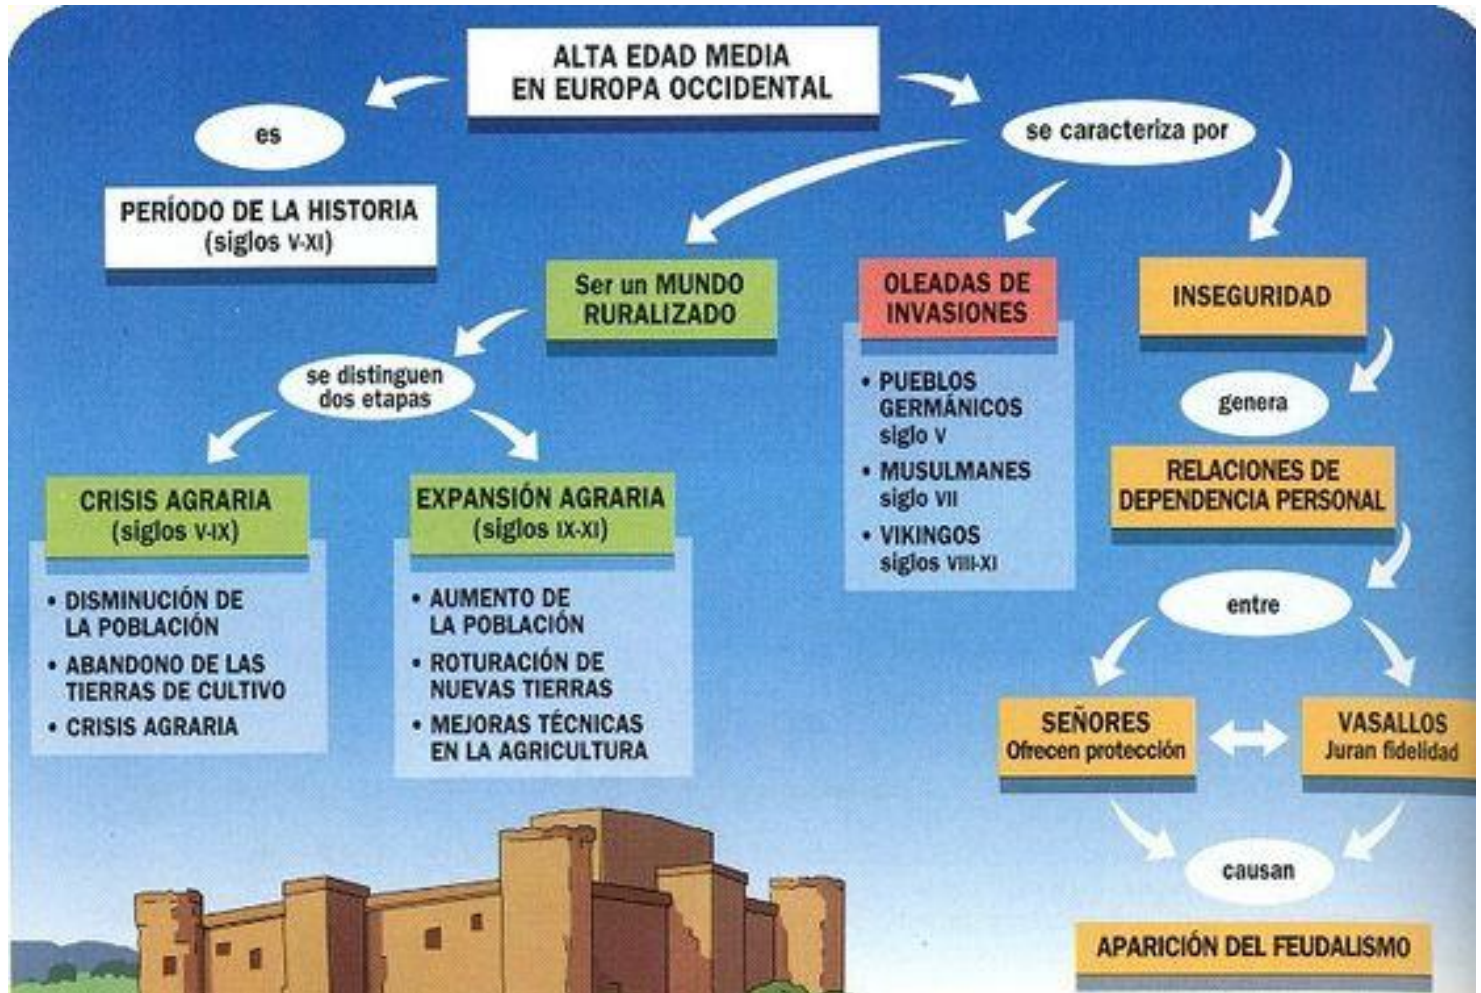 ALTA EDAD MEDIA
EN EUROPA OCCIDENTAL
es
PERÍODO DE LA HISTORIA
(siglos V-XI)
se caracteriza por
Ser un MUNDO
RURALIZADO
se distinguen
dos etapas
CRISIS AGRARIA
(siglos V-IX)
• DISMINUCIÓN DE
LA POBLACIÓN
• ABANDONO DE LAS
TIERRAS DE CULTIVO
• CRISIS AGRARIA
EXPANSIÓN AGRARIA
(siglos IX-XI)
• AUMENTO DE
LA POBLACIÓN
• ROTURACIÓN DE
NUEVAS TIERRAS
• MEJORAS TÉCNICAS
EN LA AGRICULTURA
OLEADAS DE
INVASIONES
• PUEBLOS
GERMÁNICOS
siglo V
• MUSULMANES
siglo VII
• VIKINGOS
siglos VIII-XI
INSEGURIDAD
genera
RELACIONES DE
DEPENDENCIA PERSONAL
entre
SEÑORES
Ofrecen protección
VASALLOS
Juran fidelidad
causan
APARICIÓN DEL FEUDALISMO